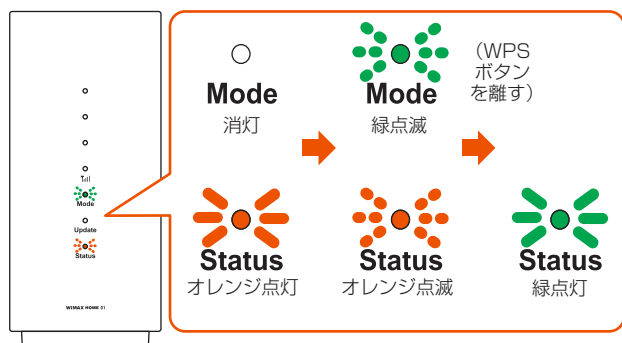 Mode
Update
Status
WiMAX HOME 01
Mode
消灯
Mode
緑点滅
（WPS
ボタン
を離す）
Status
オレンジ点灯
Status
オレンジ点滅
Status
緑点灯